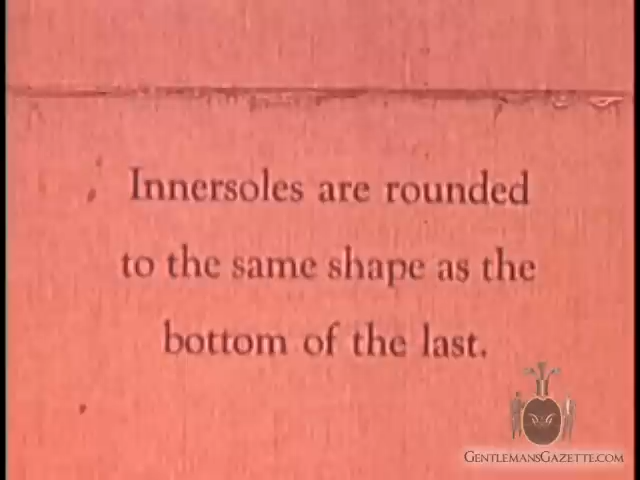 Innersoles are rounded
to the same shape as the
bottom of the last.
GentlemansGazette.com